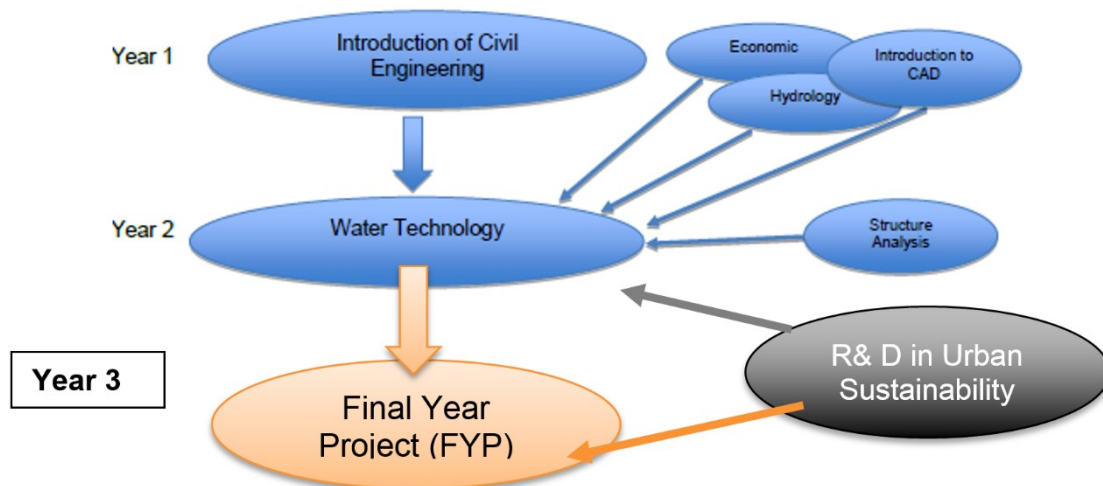 Year 1
Introduction of Civil
Engineering
Economic
Introduction to
CAD
Hydrology
Year 2
Water Technology
Structure
Analysis
R& D in Urban
Sustainability
Year 3
Final Year
Project (FYP)